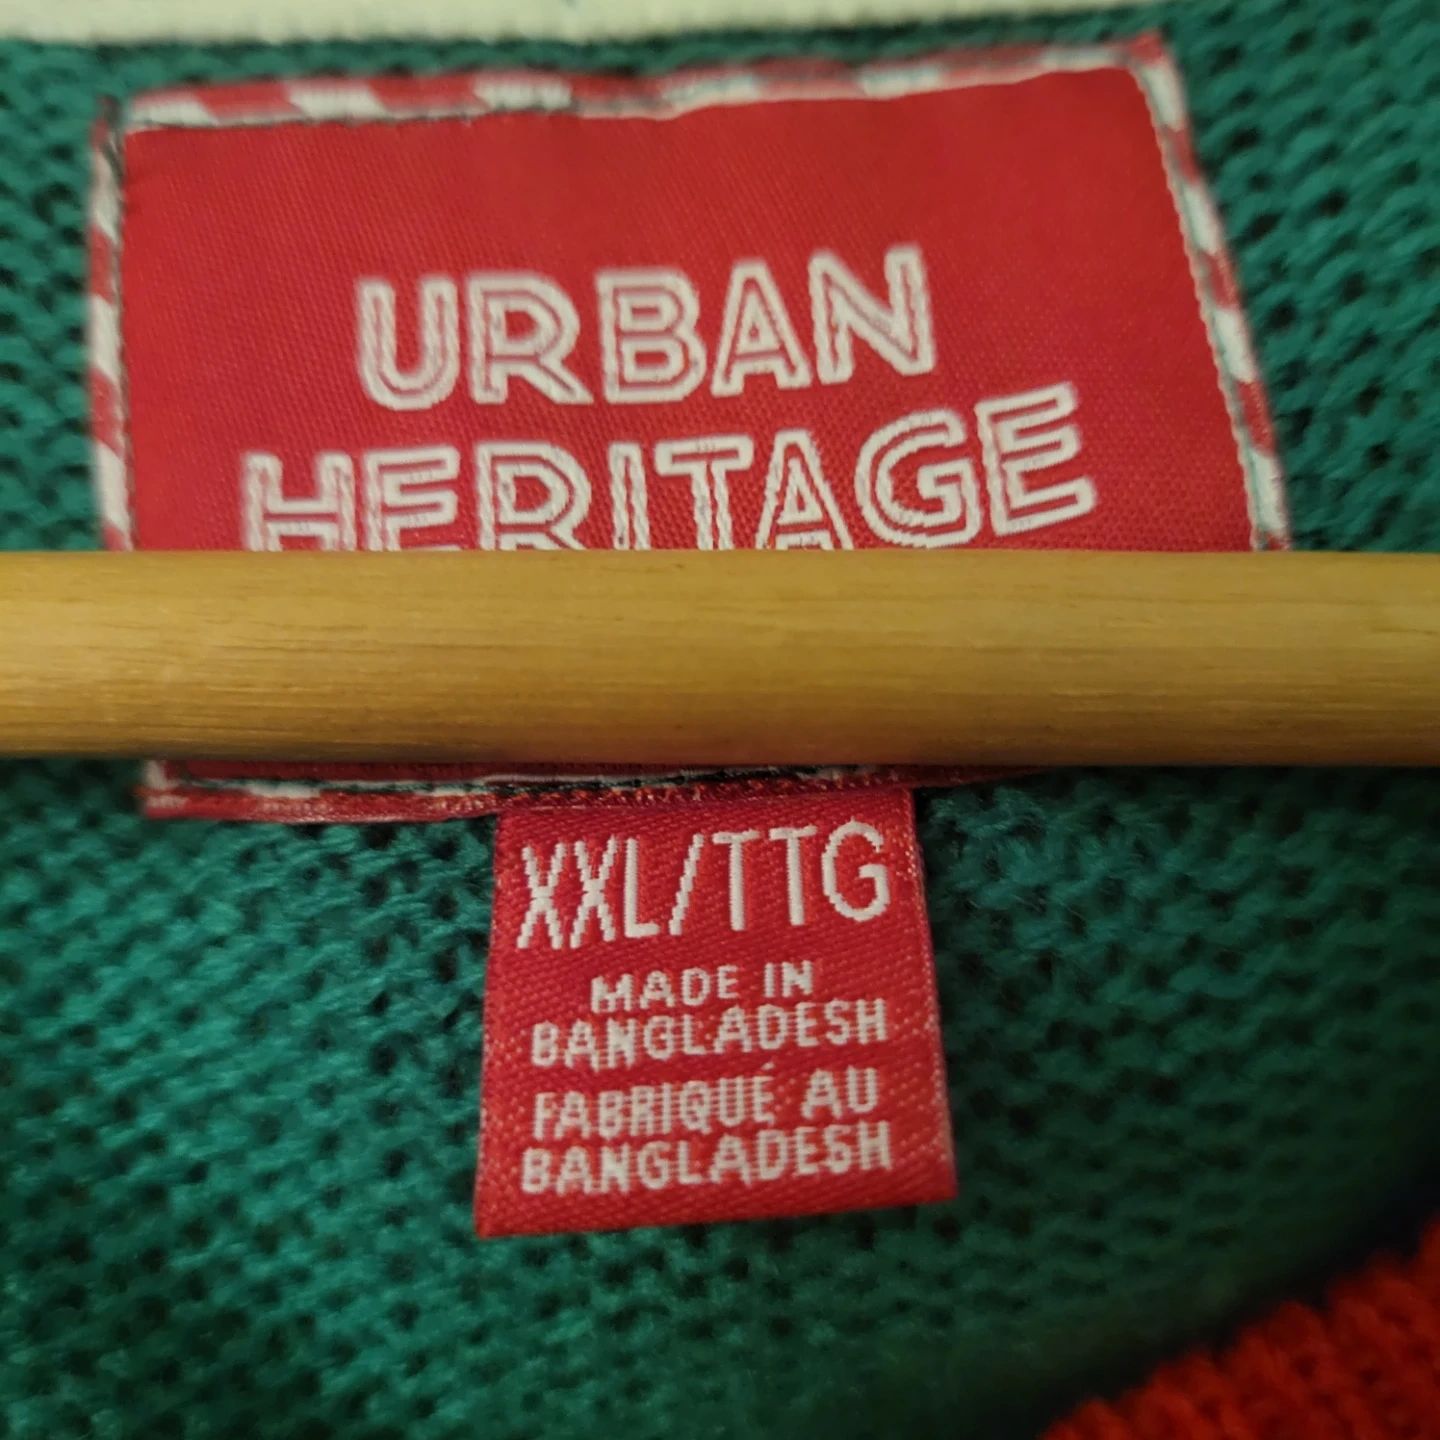 URBAN
HERITAGE
XXL/TTG
MADE IN
BANGLADESH
FABRIQUÉ AU
BANGLADESH